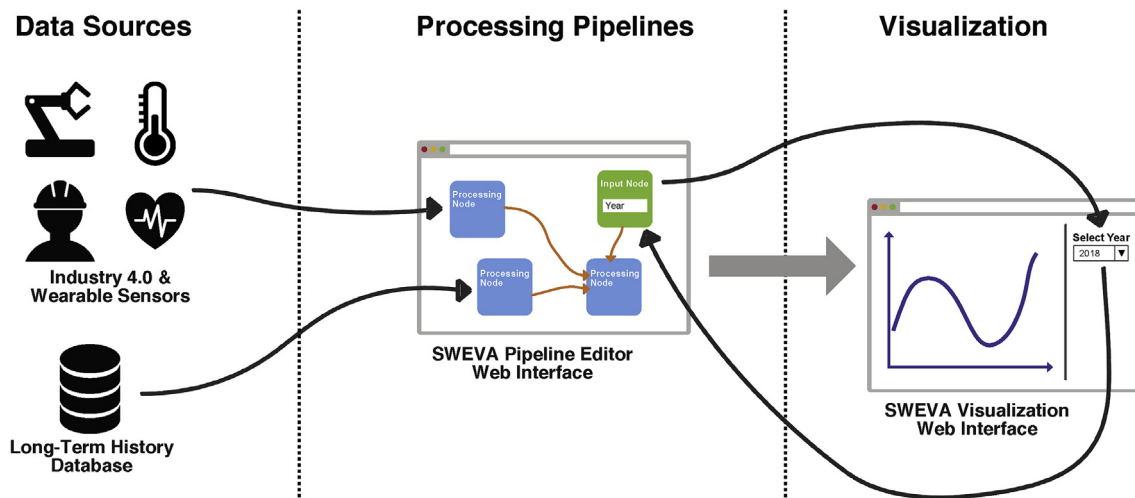 Data Sources
Processing Pipelines
Visualization
Industry 4.0 &
Wearable Sensors
Long-Term History
Database
Processing
Node
Input Node
Year
Processing
Node
Processing
Node
SWEVA Pipeline Editor
Web Interface
Select Year
2018
SWEVA Visualization
Web Interface